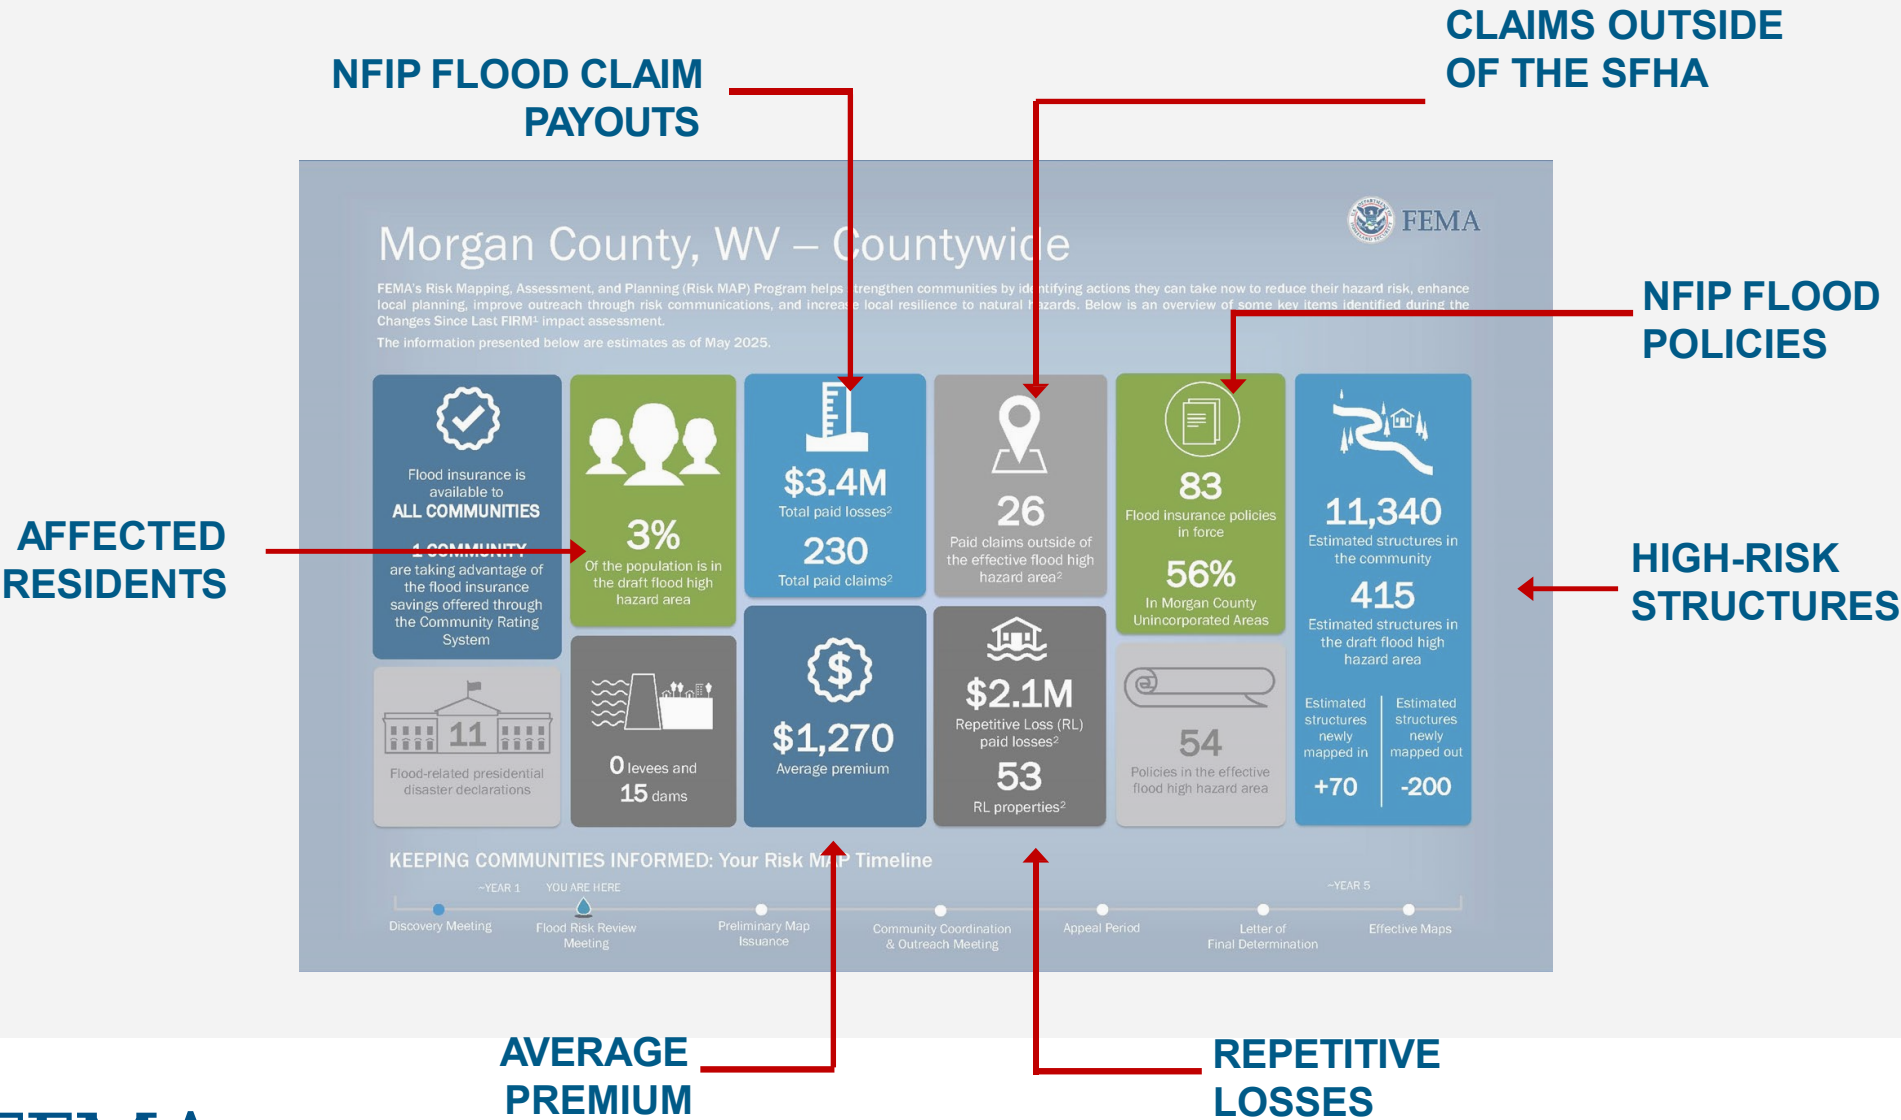 CLAIMS OUTSIDE
OF THE SFHA
NFIP FLOOD CLAIM
PAYOUTS
FEMA
Morgan County, WV – Countywide
FEMA's Risk Mapping, Assessment, and Planning (Risk MAP) Program helps strengthen communities by identifying actions they can take now to reduce their hazard risk, enhance
local planning, improve outreach through risk communications, and increase local resilience to natural hazards. Below is an overview of some key items identified during the
Changes Since Last FIRM¹ impact assessment.
The information presented below are estimates as of May 2025.
NFIP FLOOD
POLICIES
AFFECTED
RESIDENTS
Flood insurance is
available to
ALL COMMUNITIES
1 COMMUNITY
are taking advantage of
the flood insurance
savings offered through
the Community Rating
System
11
Flood-related presidential
disaster declarations
3%
Of the population is in
the draft flood high
hazard area
0 levees and
15 dams
$3.4M
Total paid losses²
230
Total paid claims²
$
$1,270
Average premium
26
Paid claims outside of
the effective flood high
hazard area²
$2.1M
Repetitive Loss (RL)
paid losses²
53
RL properties²
83
Flood insurance policies
in force
56%
In Morgan County
Unincorporated Areas
54
Policies in the effective
flood high hazard area
11,340
Estimated structures in
the community
415
Estimated structures in
the draft flood high
hazard area
Estimated
structures
newly
mapped in
+70
Estimated
structures
newly
mapped out
-200
HIGH-RISK
STRUCTURES
KEEPING COMMUNITIES INFORMED: Your Risk MAP Timeline
~YEAR 1
YOU ARE HERE
~YEAR 5
Discovery Meeting
Flood Risk Review
Meeting
Preliminary Map
Issuance
Community Coordination
& Outreach Meeting
Appeal Period
Letter of
Final Determination
Effective Maps
AVERAGE
PREMIUM
REPETITIVE
LOSSES